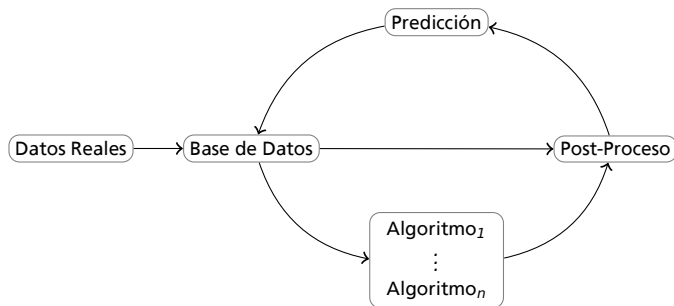 Predicción
Datos Reales
Base de Datos
Post-Proceso
Algoritmo1
⋮
Algoritmon